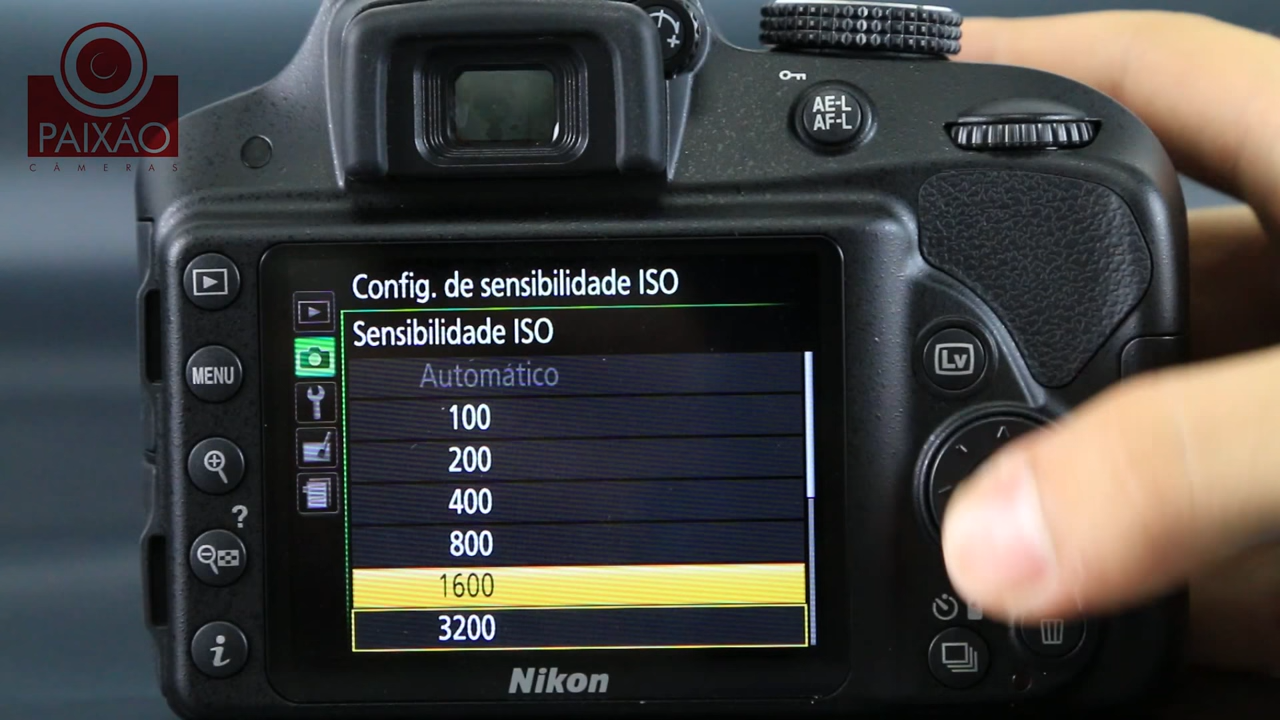 PAIXÃO
CÂMERAS
AE-L
AF-L
Config. de sensibilidade ISO
Sensibilidade ISO
Automático
100
200
400
800
1600
3200
MENU
?
i
Lv
Nikon